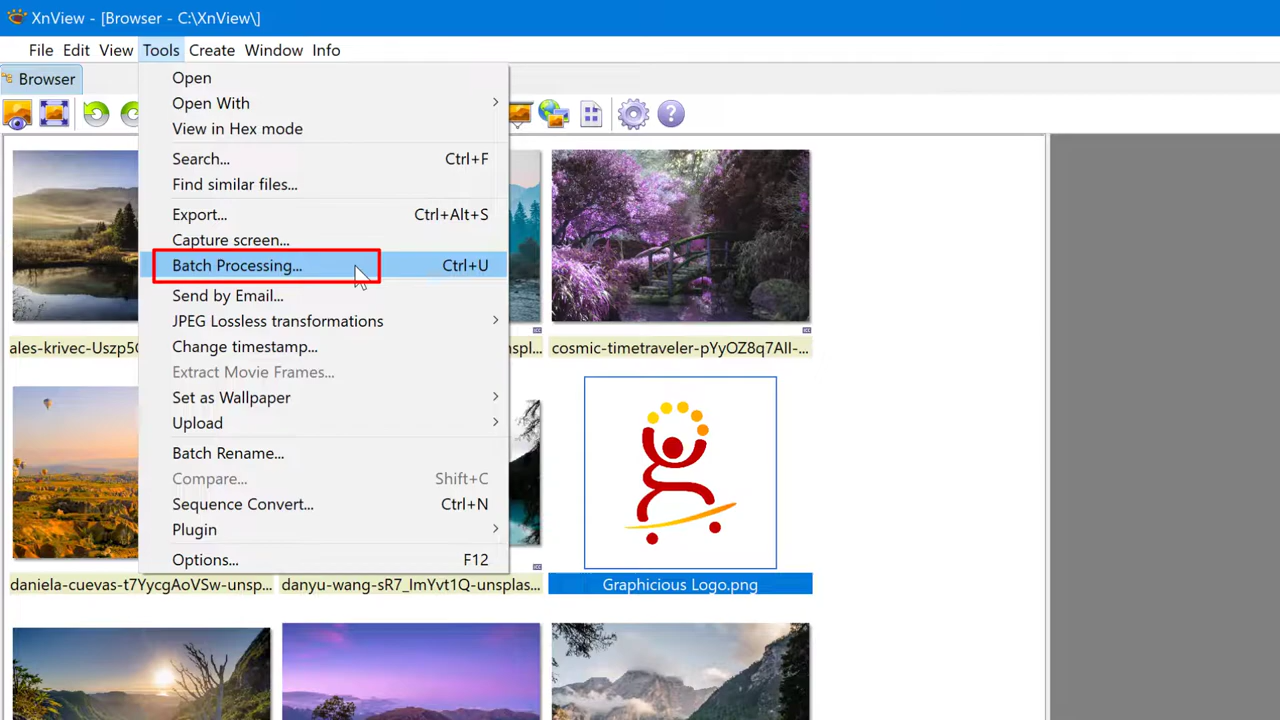 XnView - [Browser - C:\XnView\]
File Edit View Tools Create Window Info
Browser
Open
Open With
View in Hex mode
Search... Ctrl+F
Find similar files...
Export... Ctrl+Alt+S
Capture screen...
Batch Processing... Ctrl+U
Send by Email...
JPEG Lossless transformations
Change timestamp...
Extract Movie Frames...
Set as Wallpaper
Upload
Batch Rename...
Compare... Shift+C
Sequence Convert... Ctrl+N
Plugin
Options... F12
cosmic-timetraveler-pYyOZ8q7AII-...
daniela-cuevas-t7YycgAoVSw-unsp... danyu-wang-sR7_lmYvt1Q-unsplas... Graphicious Logo.png